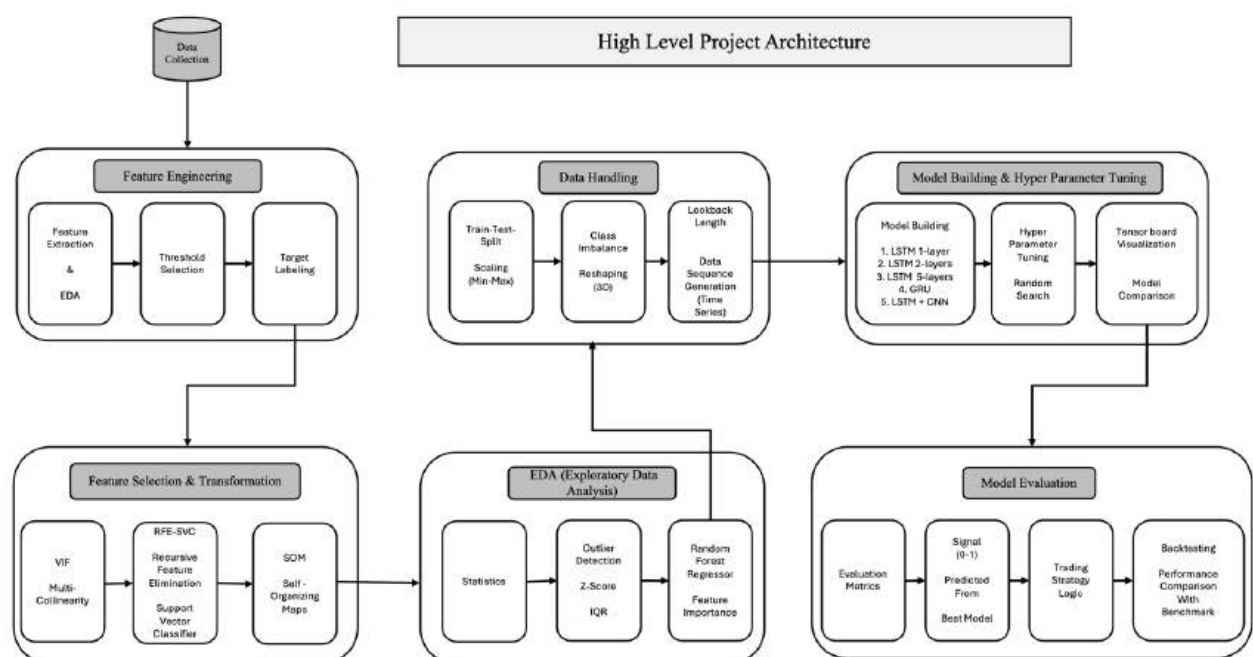 Data
Collection
High Level Project Architecture
Feature Engineering
Feature
Extraction
&
EDA
Threshold
Selection
Target
Labeling
Data Handling
Train-Test-
Split
Scaling
(Min-Max)
Class
Imbalance
Reshaping
(3D)
Lookback
Length
Data
Sequence
Generation
(Time
Series)
Model Building & Hyper Parameter Tuning
Model Building
1. LSTM 1-layer
2. LSTM 2-layers
3. LSTM 5-layers
4. GRU
5. LSTM + CNN
Hyper
Parameter
Tuning
Random
Search
Tensor board
Visualization
Model
Comparison
Feature Selection & Transformation
VIF
Multi-
Collinearity
RFE-SVC
Recursive
Feature
Elimination
Support
Vector
Classifier
SOM
Self -
Organizing
Maps
EDA (Exploratory Data
Analysis)
Statistics
Outlier
Detection
Z-Score
IQR
Random
Forest
Regressor
Feature
Importance
Model Evaluation
Evaluation
Metrics
Signal
(0-1)
Predicted
From
Best Model
Trading
Strategy
Logic
Backtesting
Performance
Comparison
With
Benchmark